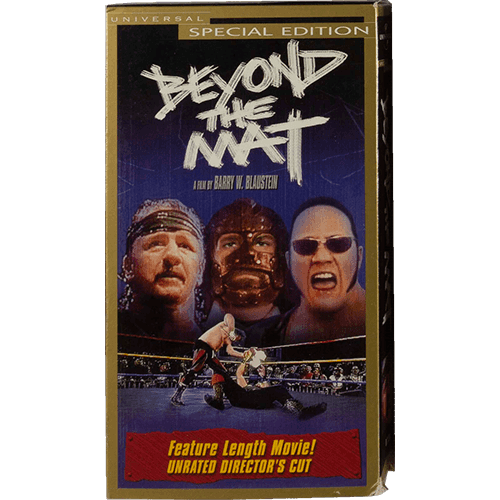 UNIVERSAL
SPECIAL EDITION
BEYOND
THE
MAT
A FILM BY BARRY W. BLAUSTEIN
Feature Length Movie!
UNRATED DIRECTOR'S CUT